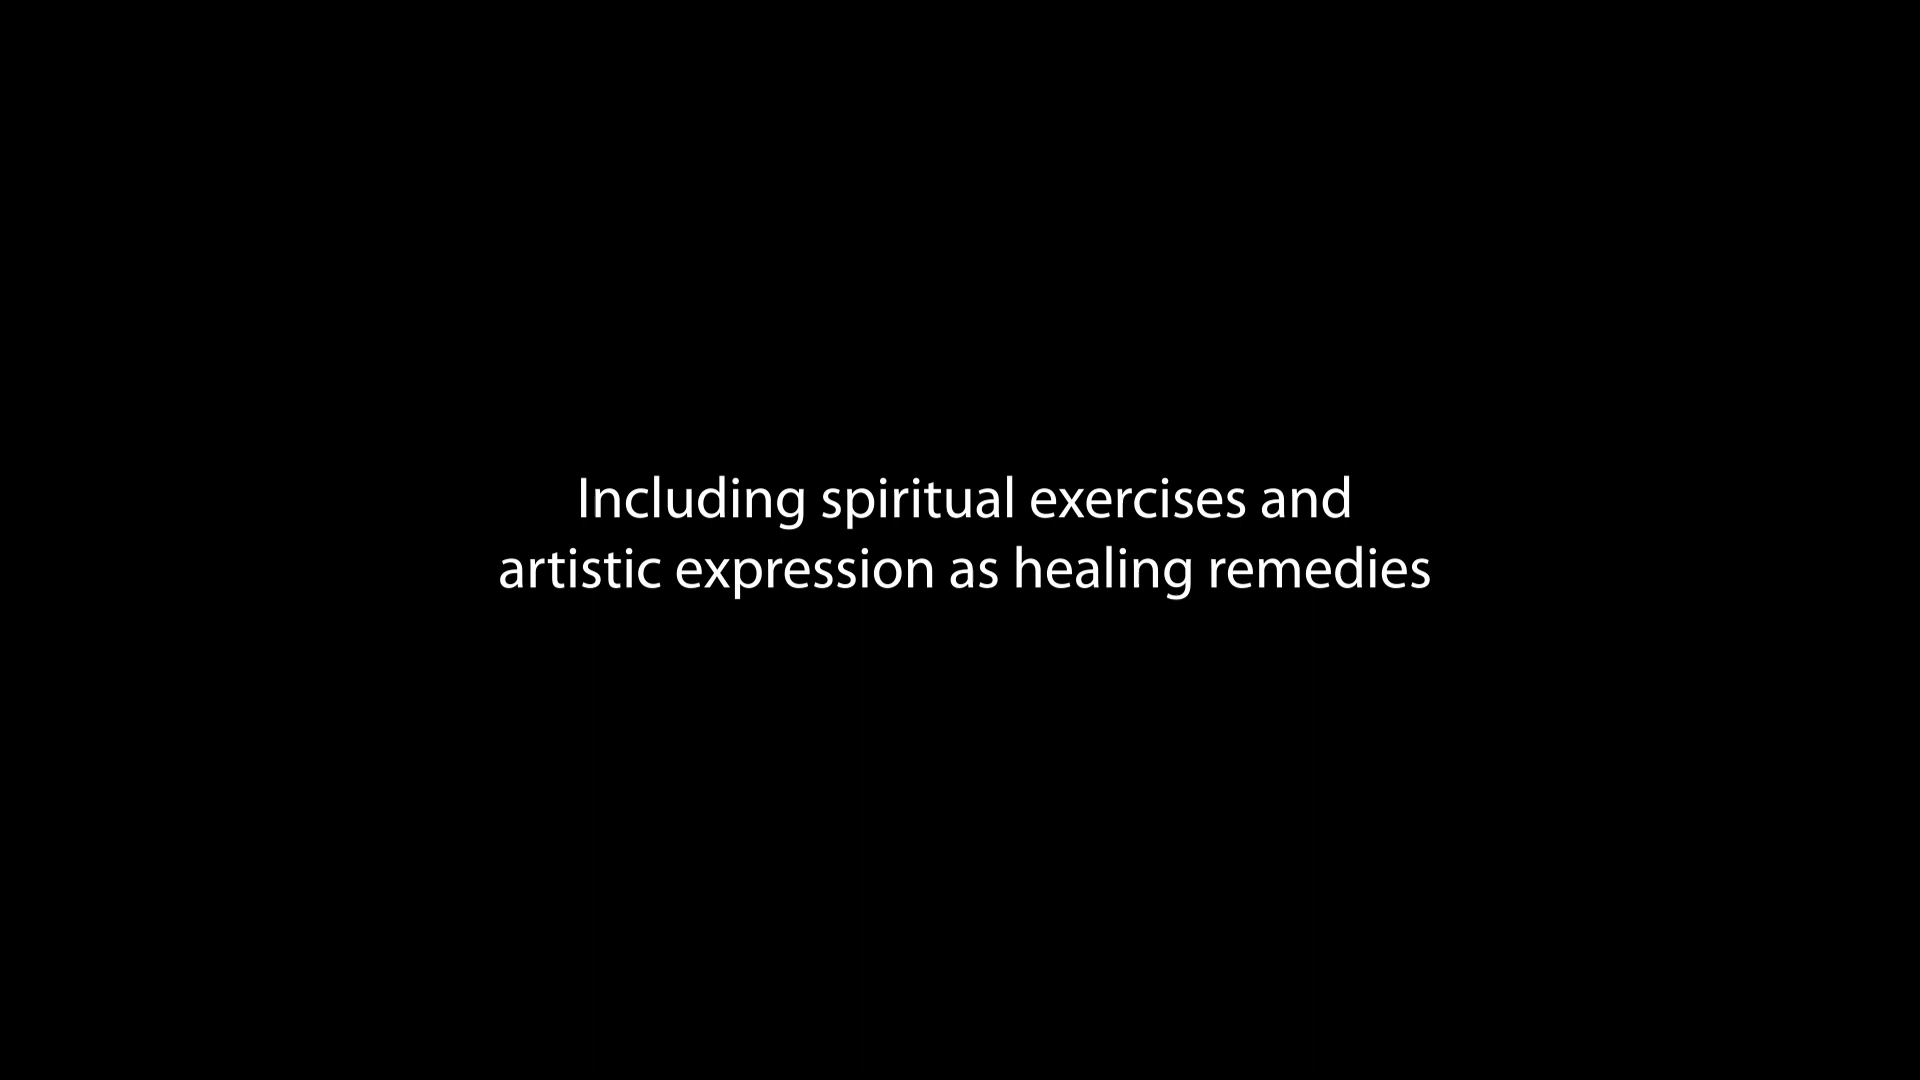 Including spiritual exercises and
artistic expression as healing remedies